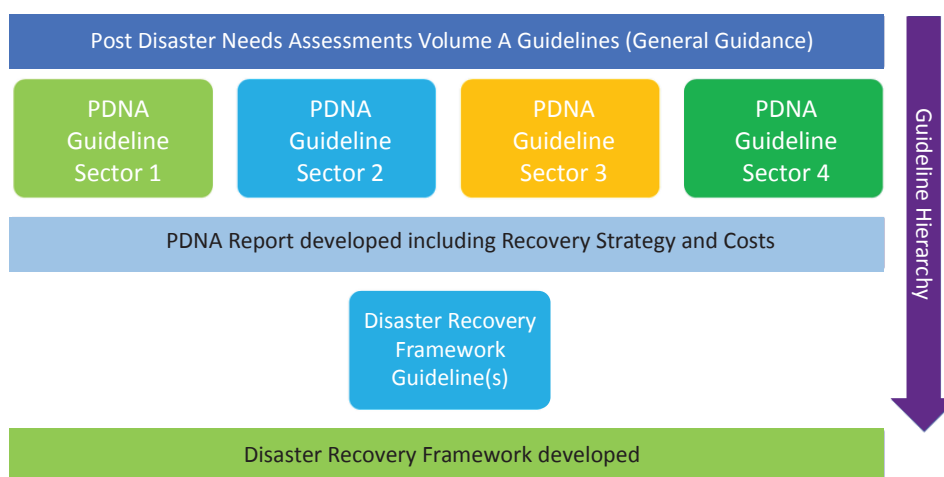 Post Disaster Needs Assessments Volume A Guidelines (General Guidance)
PDNA
Guideline
Sector 1
PDNA
Guideline
Sector 2
PDNA
Guideline
Sector 3
PDNA
Guideline
Sector 4
PDNA Report developed including Recovery Strategy and Costs
Disaster Recovery
Framework
Guideline(s)
Disaster Recovery Framework developed
Guideline Hierarchy